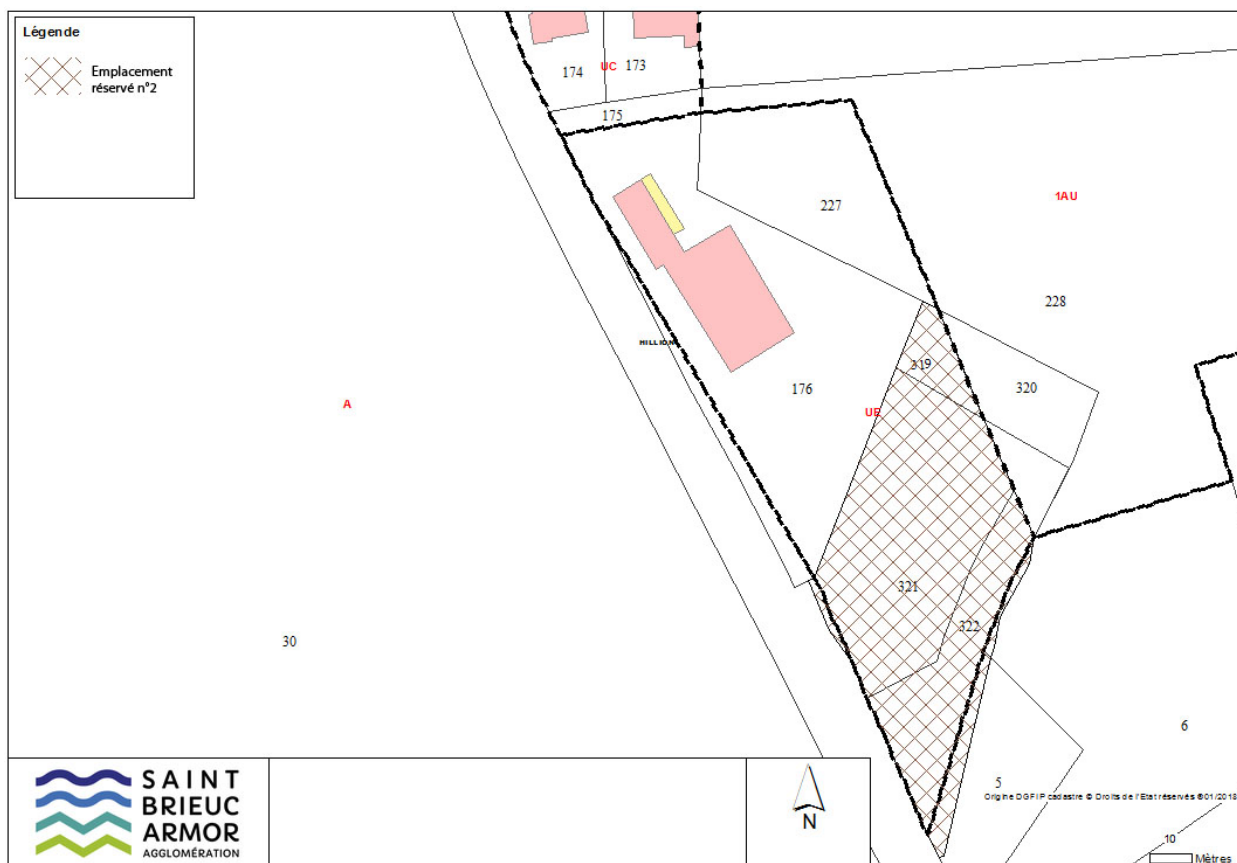 Légende
Emplacement
réservé n°2
174
UC
173
175
227
1AU
228
HILLION
319
320
176
UE
A
321
322
30
6
5
SAINT
BRIEUC
ARMOR
AGGLOMÉRATION
N
Origine DGFIP cadastre © Droits de l'Etat réservés ®01/2018
10
Mètres